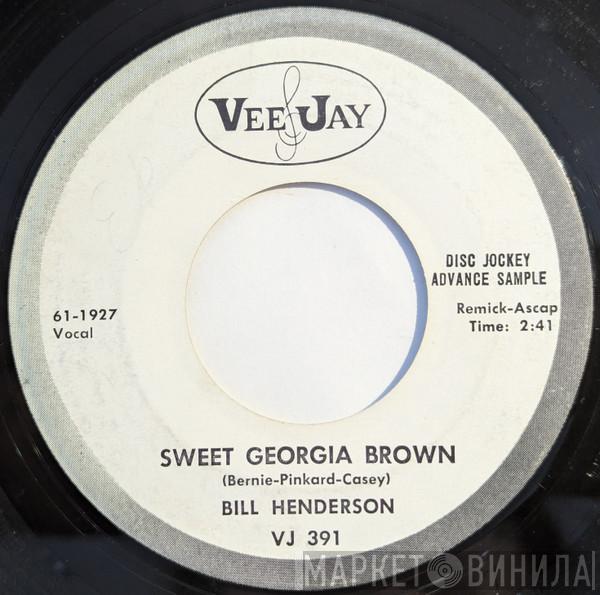 VEE JAY
DISC JOCKEY
ADVANCE SAMPLE
61-1927
Vocal
Remick-Ascap
Time: 2:41
SWEET GEORGIA BROWN
(Bernie-Pinkard-Casey)
BILL HENDERSON
VJ 391
МАРКЕТ ВИНИЛА